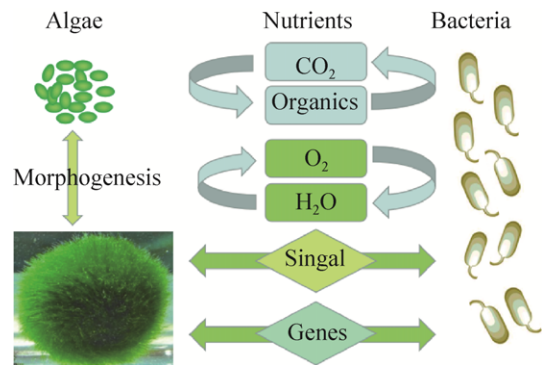 Algae
Nutrients
Bacteria
CO₂
Organics
O₂
Morphogenesis
H₂O
Singal
Genes